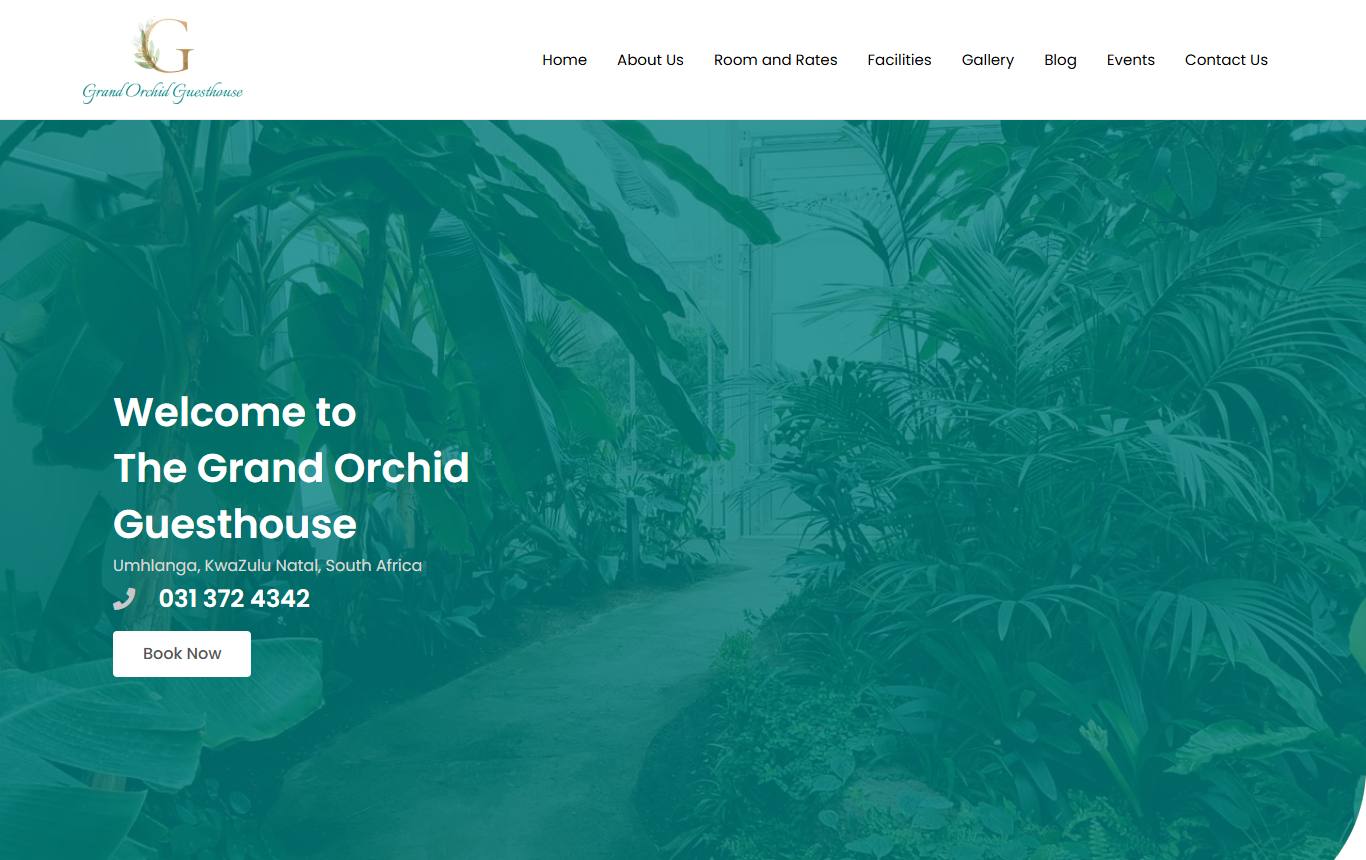 G
Grand Orchid Guesthouse
Home About Us Room and Rates Facilities Gallery Blog Events Contact Us
Welcome to
The Grand Orchid
Guesthouse
Umhlanga, KwaZulu Natal, South Africa
031 372 4342
Book Now